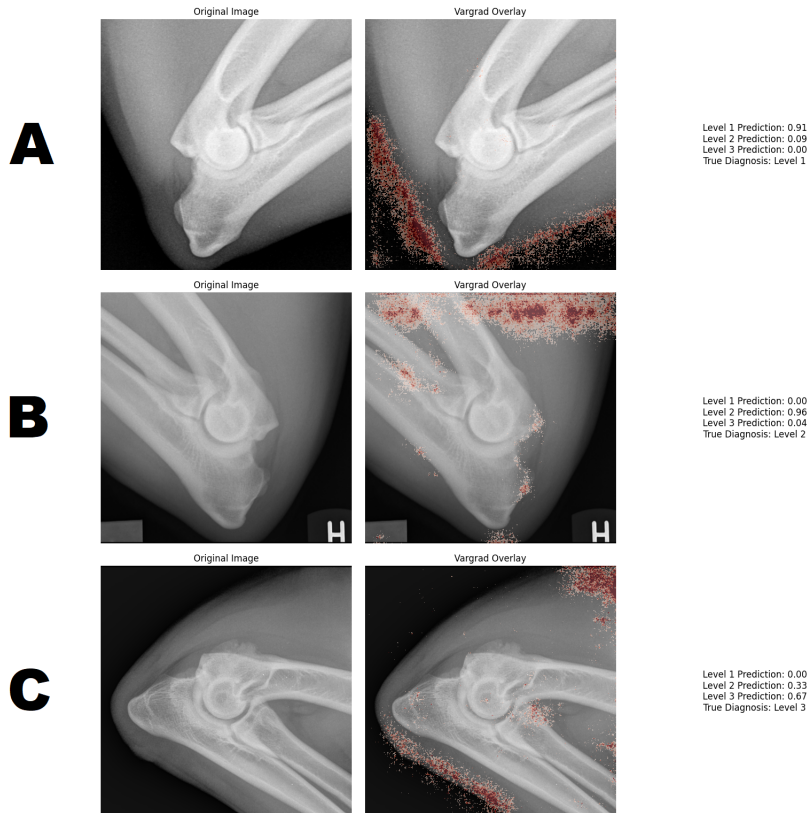 Original Image
Vargrad Overlay
A
Level 1 Prediction: 0.91
Level 2 Prediction: 0.09
Level 3 Prediction: 0.00
True Diagnosis: Level 1
Original Image
Vargrad Overlay
B
H
H
Level 1 Prediction: 0.00
Level 2 Prediction: 0.96
Level 3 Prediction: 0.04
True Diagnosis: Level 2
Original Image
Vargrad Overlay
C
Level 1 Prediction: 0.00
Level 2 Prediction: 0.33
Level 3 Prediction: 0.67
True Diagnosis: Level 3